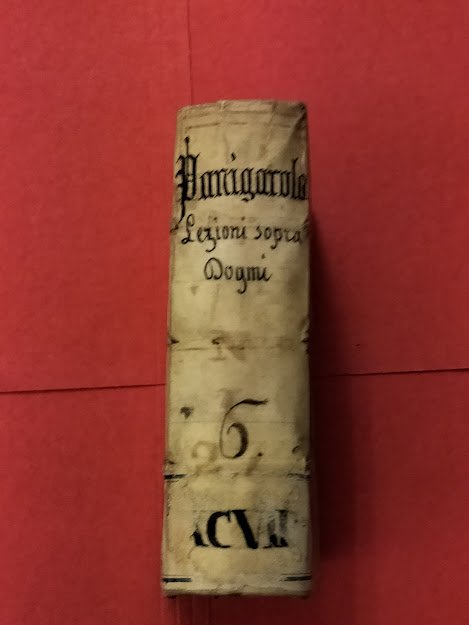 Panigarola
Lezioni sopra
Dogmi
N
6.